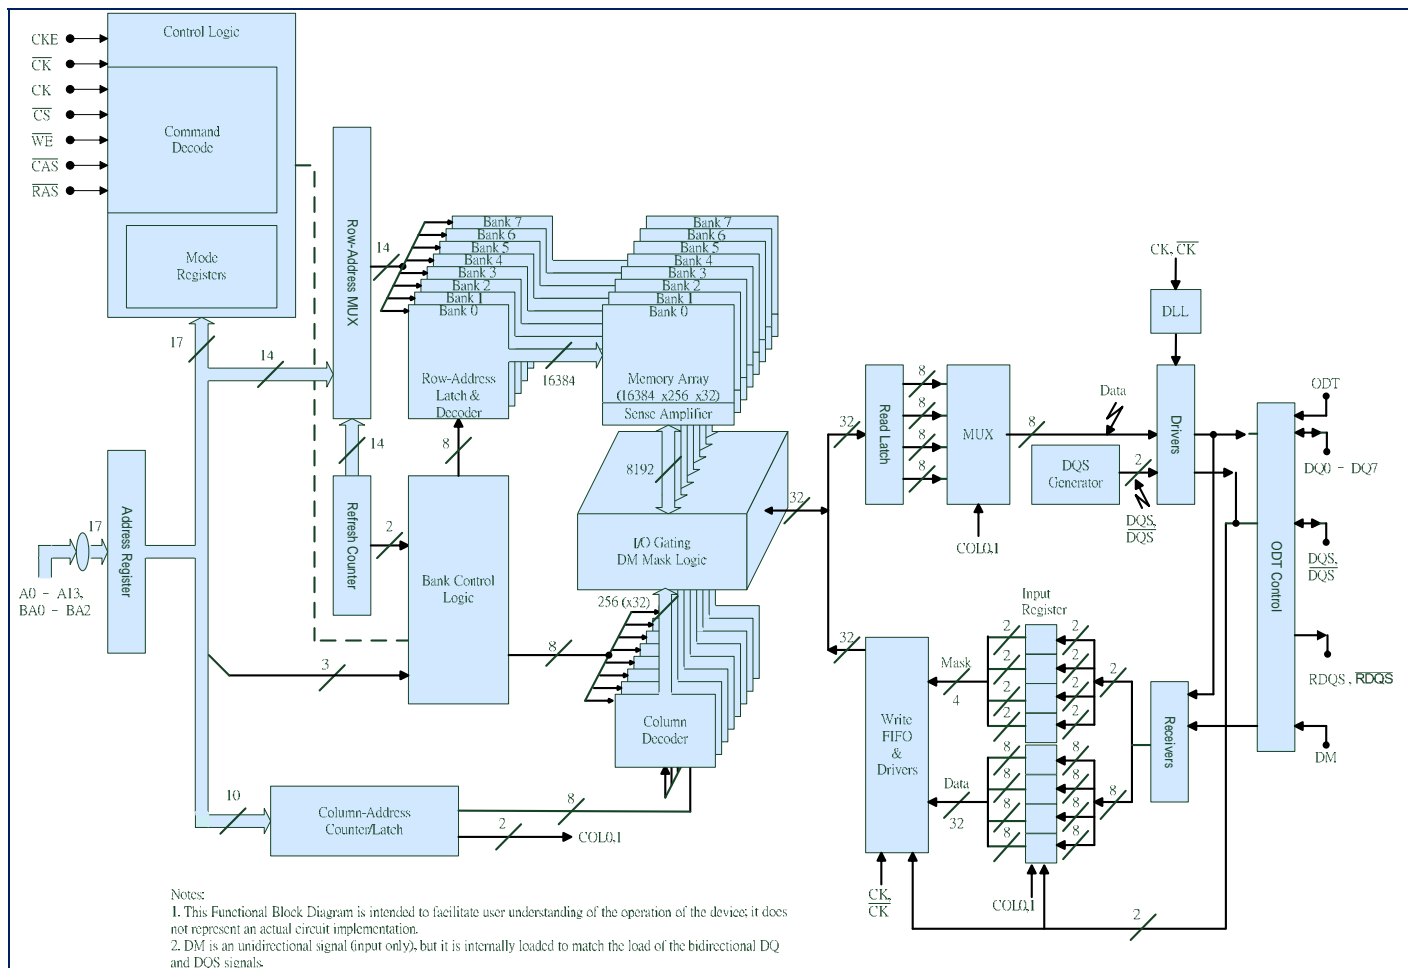 CKE
CK
CK
CS
WE
CAS
RAS
Control Logic
Command
Decode
Mode
Registers
17
14
Row-Address MUX
14
14
Refresh Counter
2
Address Register
17
A0 - A13,
BA0 - BA2
Bank 7
Bank 6
Bank 5
Bank 4
Bank 3
Bank 2
Bank 1
Bank 0
Row-Address
Latch &
Decoder
16384
8
Bank Control
Logic
3
8
Bank 7
Bank 6
Bank 5
Bank 4
Bank 3
Bank 2
Bank 1
Bank 0
Memory Array
(16384 x256 x32)
Sense Amplifier
8192
I/O Gating
DM Mask Logic
256 (x32)
Column
Decoder
10
Column-Address
Counter/Latch
8
2
COL0,1
32
32
32
Read Latch
8
8
8
8
MUX
COL0,1
8
Data
DQS
Generator
2
DQS,
DQS
CK, CK
DLL
Drivers
ODT Control
ODT
DQ0 - DQ7
DQS,
DQS
RDQS, RDQS
DM
Input
Register
2
2
2
2
2
2
2
2
2
8
8
8
8
8
8
8
8
8
Receivers
Mask
4
Data
32
Write
FIFO
&
Drivers
CK,
CK
COL0,1
2
Notes:
1. This Functional Block Diagram is intended to facilitate user understanding of the operation of the device; it does
not represent an actual circuit implementation.
2. DM is an unidirectional signal (input only), but it is internally loaded to match the load of the bidirectional DQ
and DQS signals.